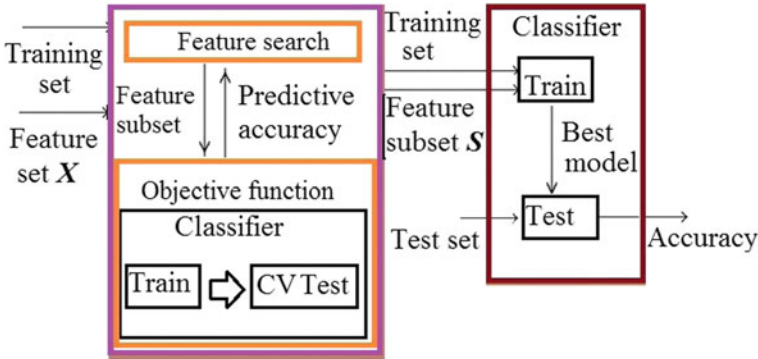 Training
set
Feature
set X
Feature search
Feature
subset
Predictive
accuracy
Objective function
Classifier
Train
CV Test
Training
set
Feature
subset S
Classifier
Train
Best
model
Test set
Test
Accuracy